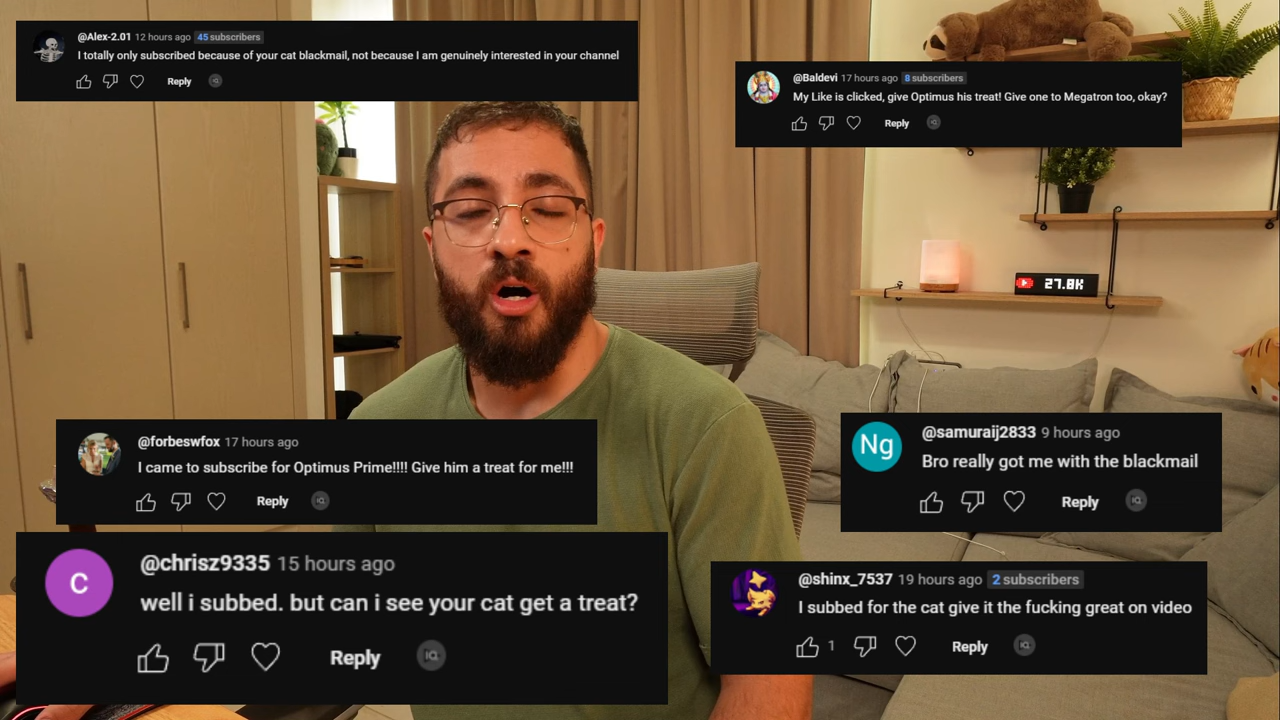 @Alex-2.01 12 hours ago 45 subscribers
I totally only subscribed because of your cat blackmail, not because I am genuinely interested in your channel
Reply
@Baldevi 17 hours ago 8 subscribers
My Like is clicked, give Optimus his treat! Give one to Megatron too, okay?
Reply
27.8K
@forbeswfox 17 hours ago
I came to subscribe for Optimus Prime!!!! Give him a treat for me!!!
Reply
Ng
@samuraij2833 9 hours ago
Bro really got me with the blackmail
Reply
C
@chrisz9335 15 hours ago
well i subbed. but can i see your cat get a treat?
Reply
@shinx_7537 19 hours ago 2 subscribers
I subbed for the cat give it the fucking great on video
1 Reply